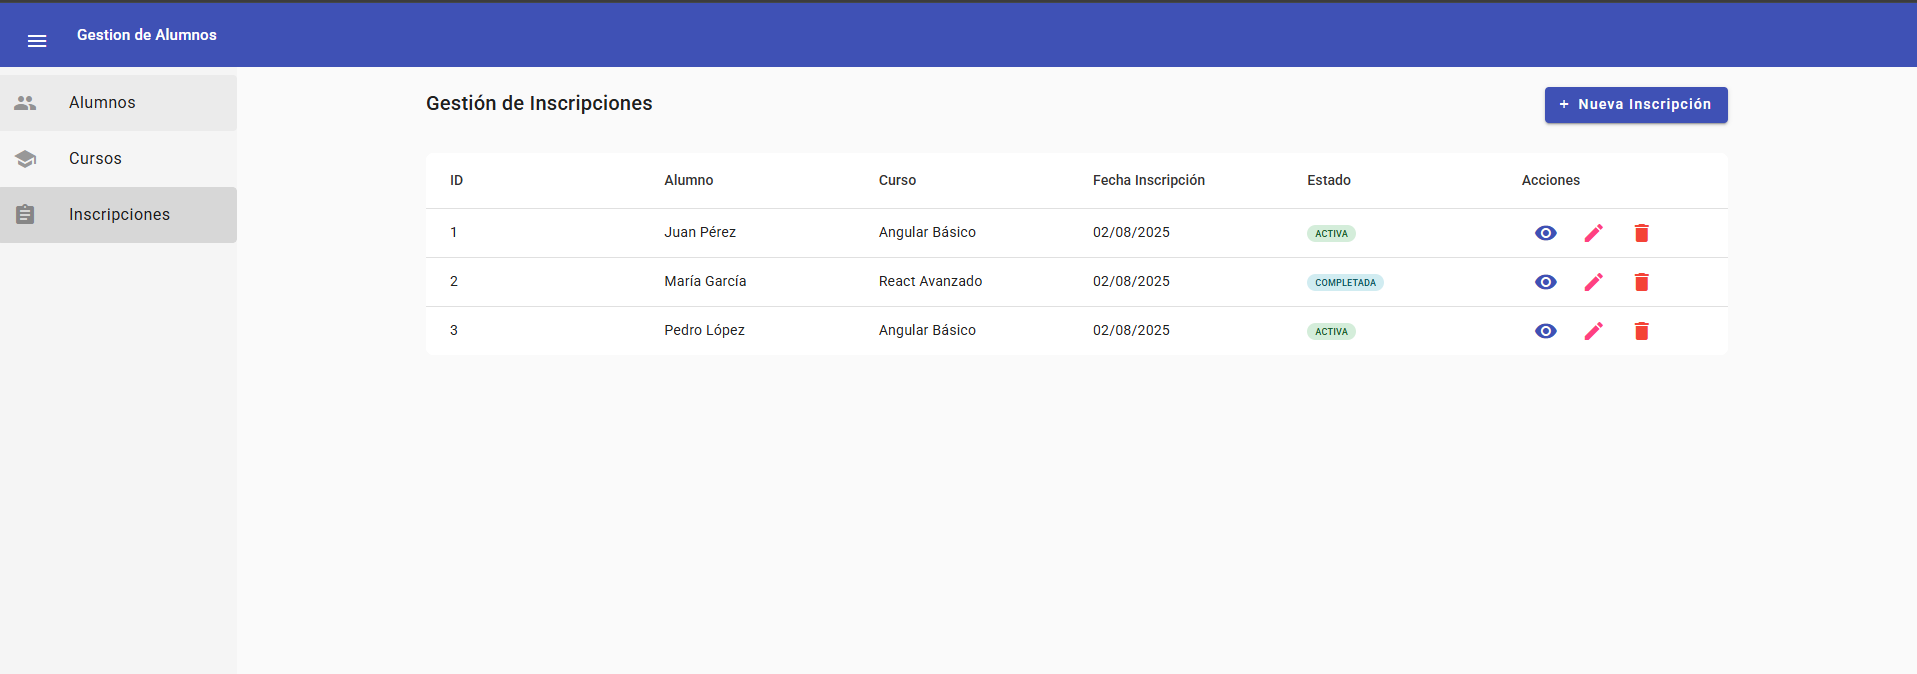 Gestion de Alumnos
Alumnos
Cursos
Inscripciones
Gestión de Inscripciones
+ Nueva Inscripción
ID Alumno Curso Fecha Inscripción Estado Acciones
1 Juan Pérez Angular Básico 02/08/2025 ACTIVA
2 María García React Avanzado 02/08/2025 COMPLETADA
3 Pedro López Angular Básico 02/08/2025 ACTIVA